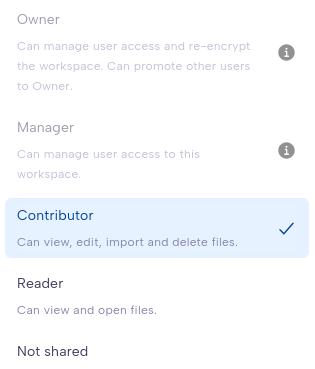 Owner
Can manage user access and re-encrypt
the workspace. Can promote other users
to Owner.
Manager
Can manage user access to this
workspace.
Contributor
Can view, edit, import and delete files.
Reader
Can view and open files.
Not shared